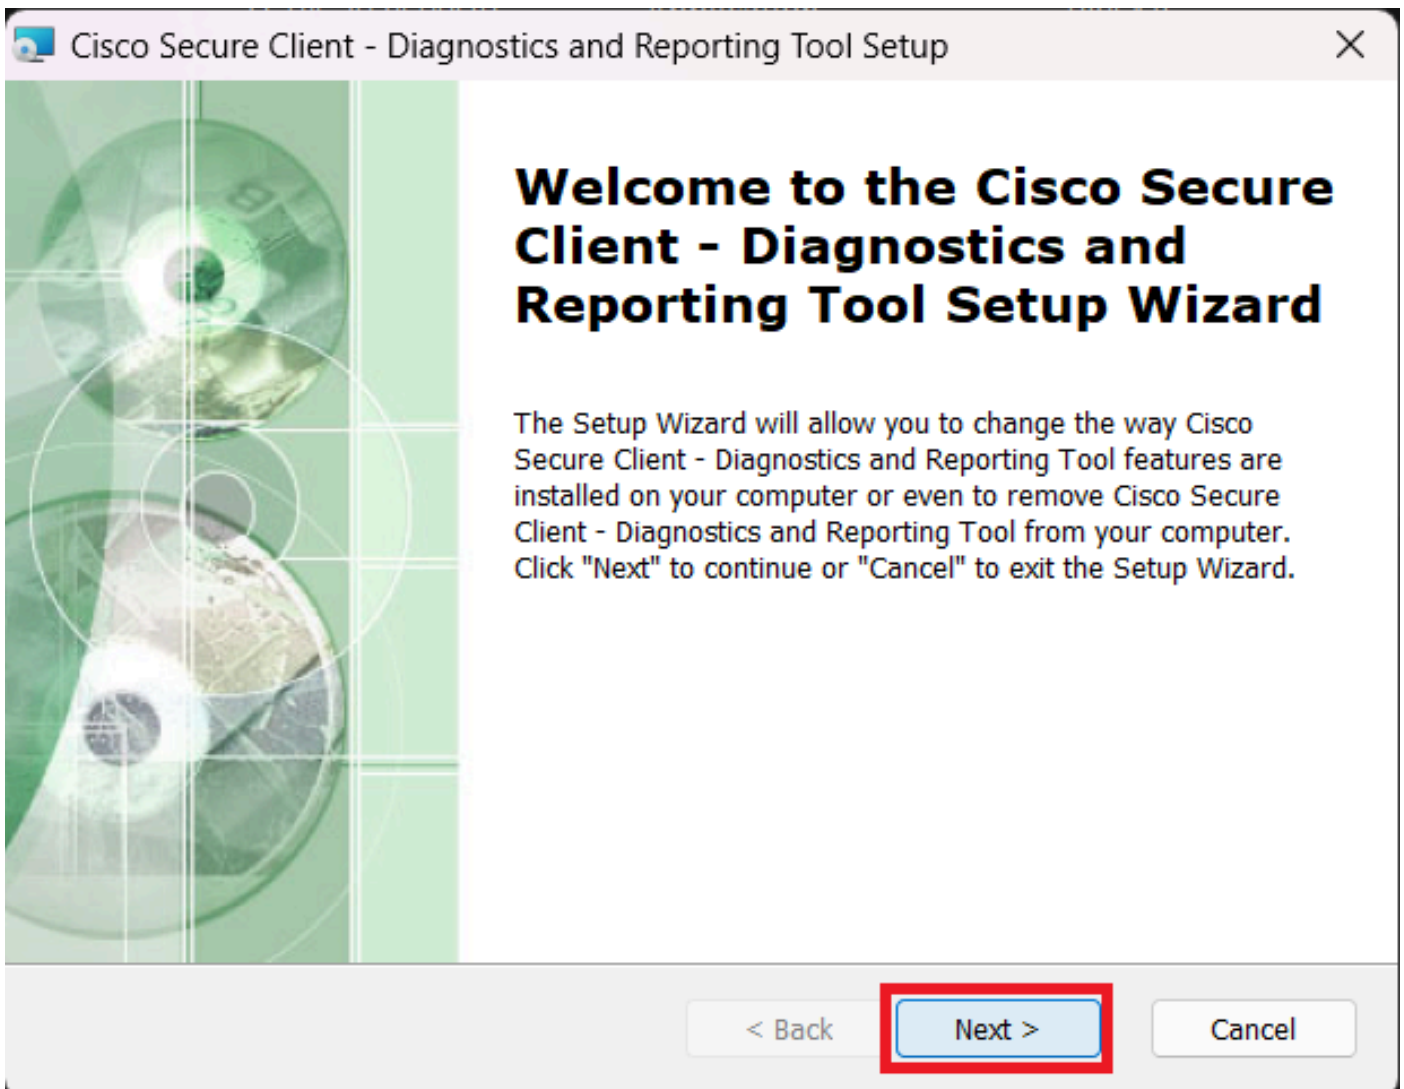 Cisco Secure Client - Diagnostics and Reporting Tool Setup
Welcome to the Cisco Secure
Client - Diagnostics and
Reporting Tool Setup Wizard
The Setup Wizard will allow you to change the way Cisco
Secure Client - Diagnostics and Reporting Tool features are
installed on your computer or even to remove Cisco Secure
Client - Diagnostics and Reporting Tool from your computer.
Click "Next" to continue or "Cancel" to exit the Setup Wizard.
< Back
Next >
Cancel